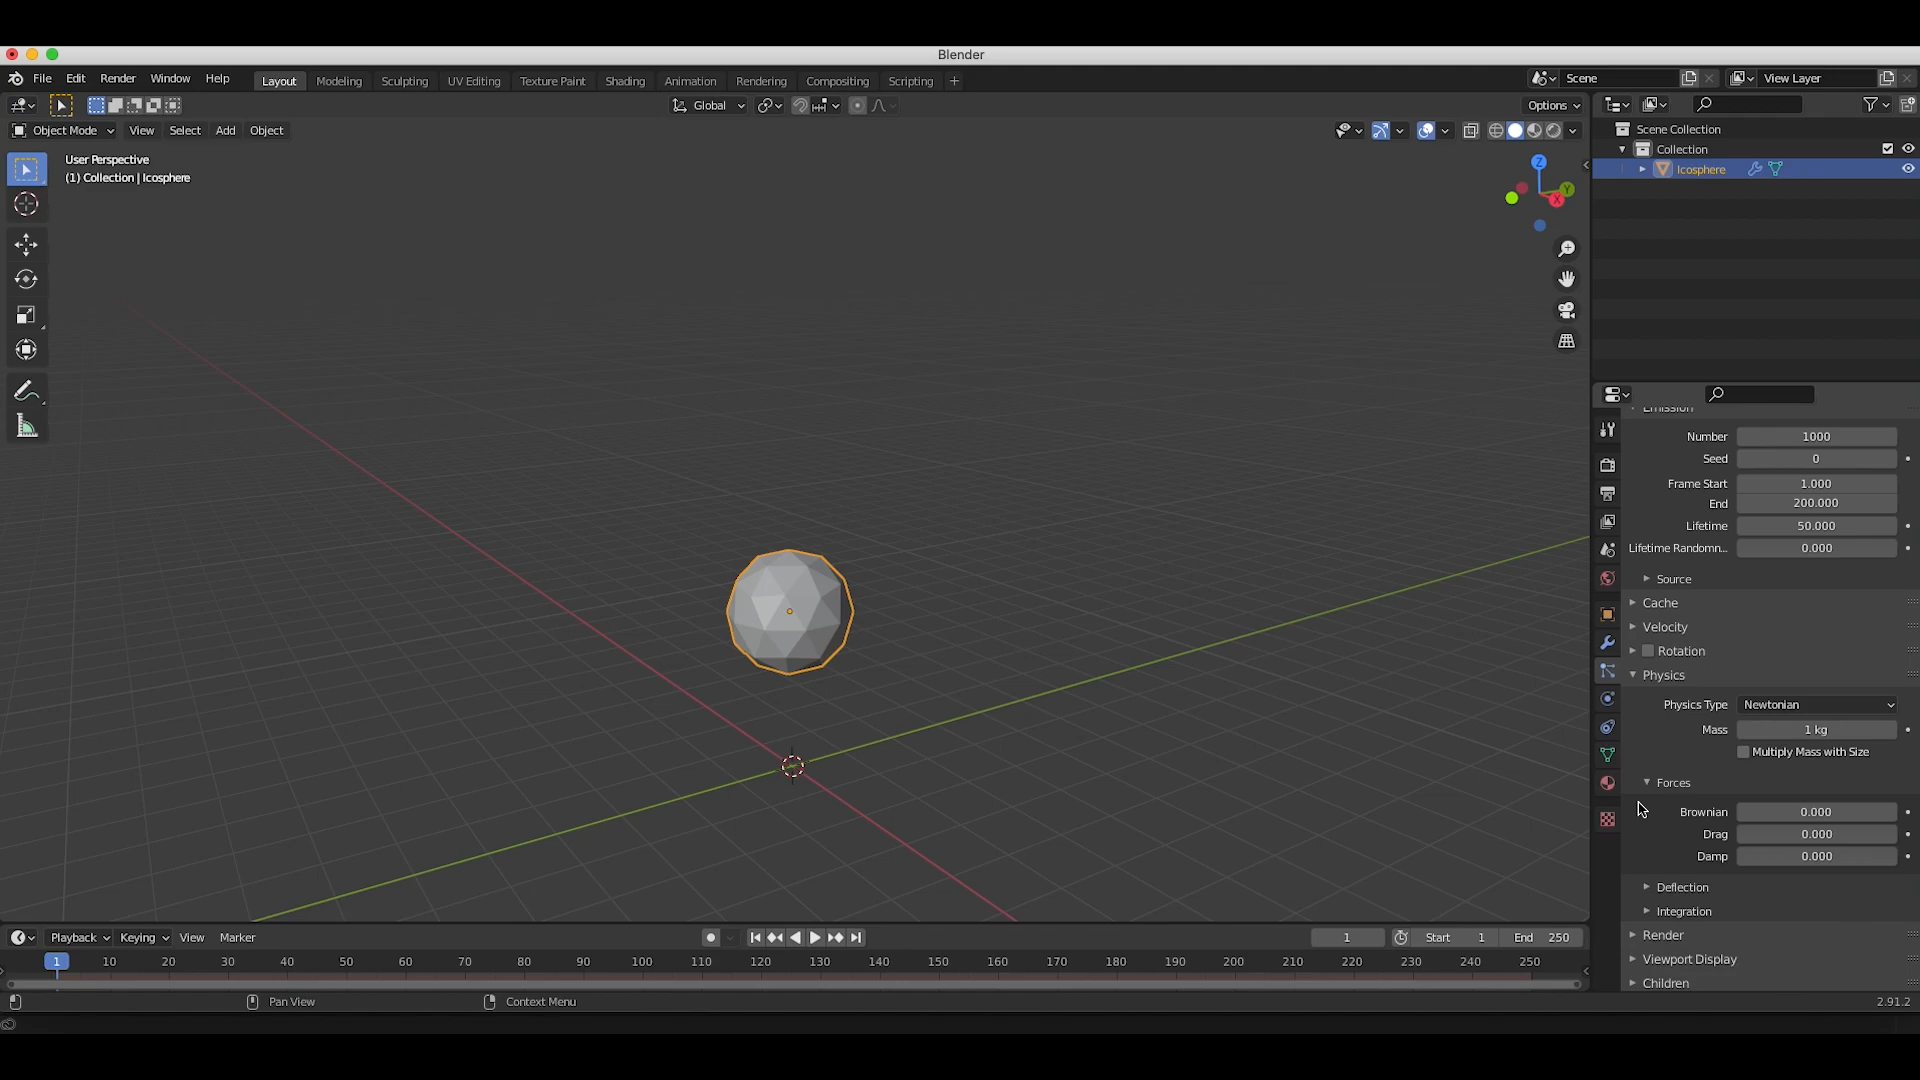 Blender
File Edit Render Window Help Layout Modeling Sculpting UV Editing Texture Paint Shading Animation Rendering Compositing Scripting + Scene View Layer
Global Options
Object Mode View Select Add Object
User Perspective
(1) Collection | Icosphere
Z
Y
X
Scene Collection
Collection
Icosphere
Emission
Number 1000
Seed 0
Frame Start 1.000
End 200.000
Lifetime 50.000
Lifetime Randomn... 0.000
Source
Cache
Velocity
Rotation
Physics
Physics Type Newtonian
Mass 1 kg
Multiply Mass with Size
Forces
Brownian 0.000
Drag 0.000
Damp 0.000
Deflection
Integration
Render
Viewport Display
Children
Playback Keying View Marker 1 Start 1 End 250
1 10 20 30 40 50 60 70 80 90 100 110 120 130 140 150 160 170 180 190 200 210 220 230 240 250
Pan View Context Menu 2.91.2